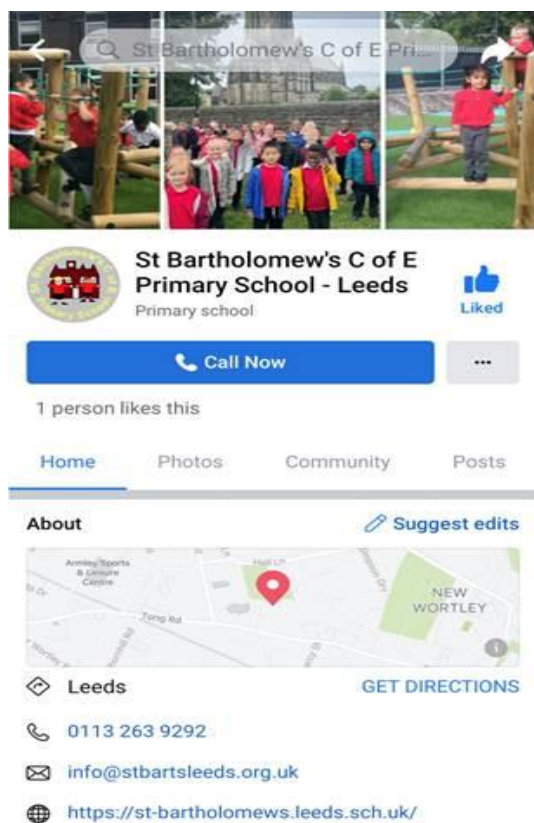 St Bartholomew's C of E Pri...
St Bartholomew's C of E
Primary School - Leeds
Primary school
Liked
Call Now
...
1 person likes this
Home Photos Community Posts
About
Suggest edits
Armley Sports
& Leisure
Centre
Hall Ln
NEW
WORTLEY
Tong Rd
Leeds
GET DIRECTIONS
0113 263 9292
info@stbartsleeds.org.uk
https://st-bartholomews.leeds.sch.uk/